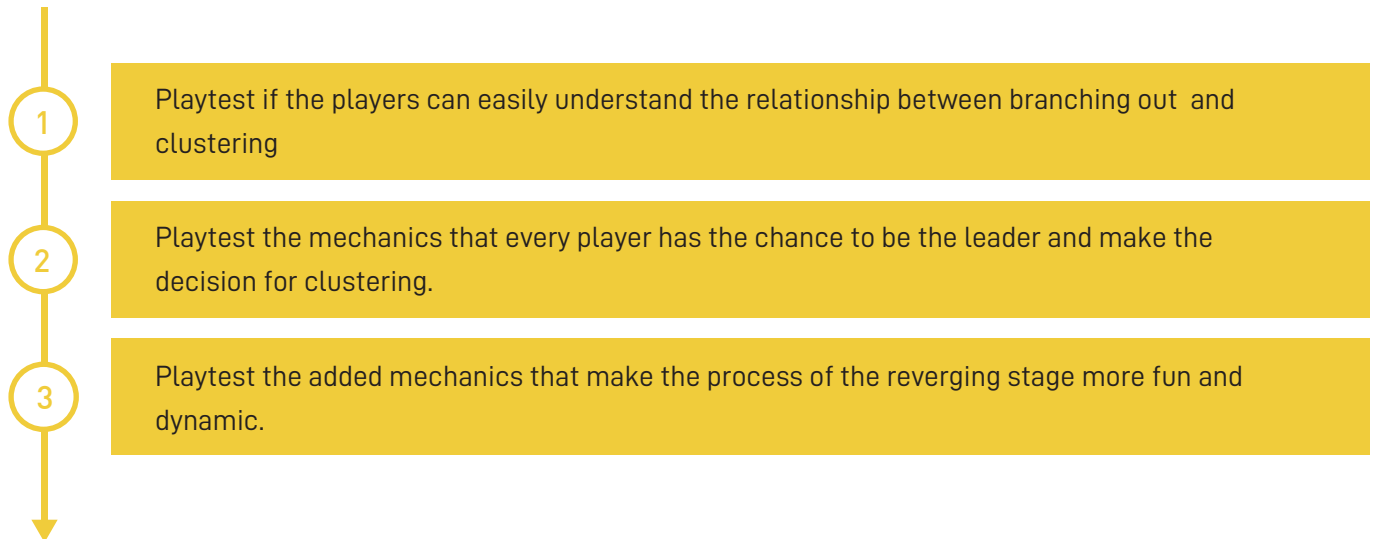 1
Playtest if the players can easily understand the relationship between branching out  and
clustering
2
Playtest the mechanics that every player has the chance to be the leader and make the
decision for clustering.
3
Playtest the added mechanics that make the process of the reverging stage more fun and
dynamic.